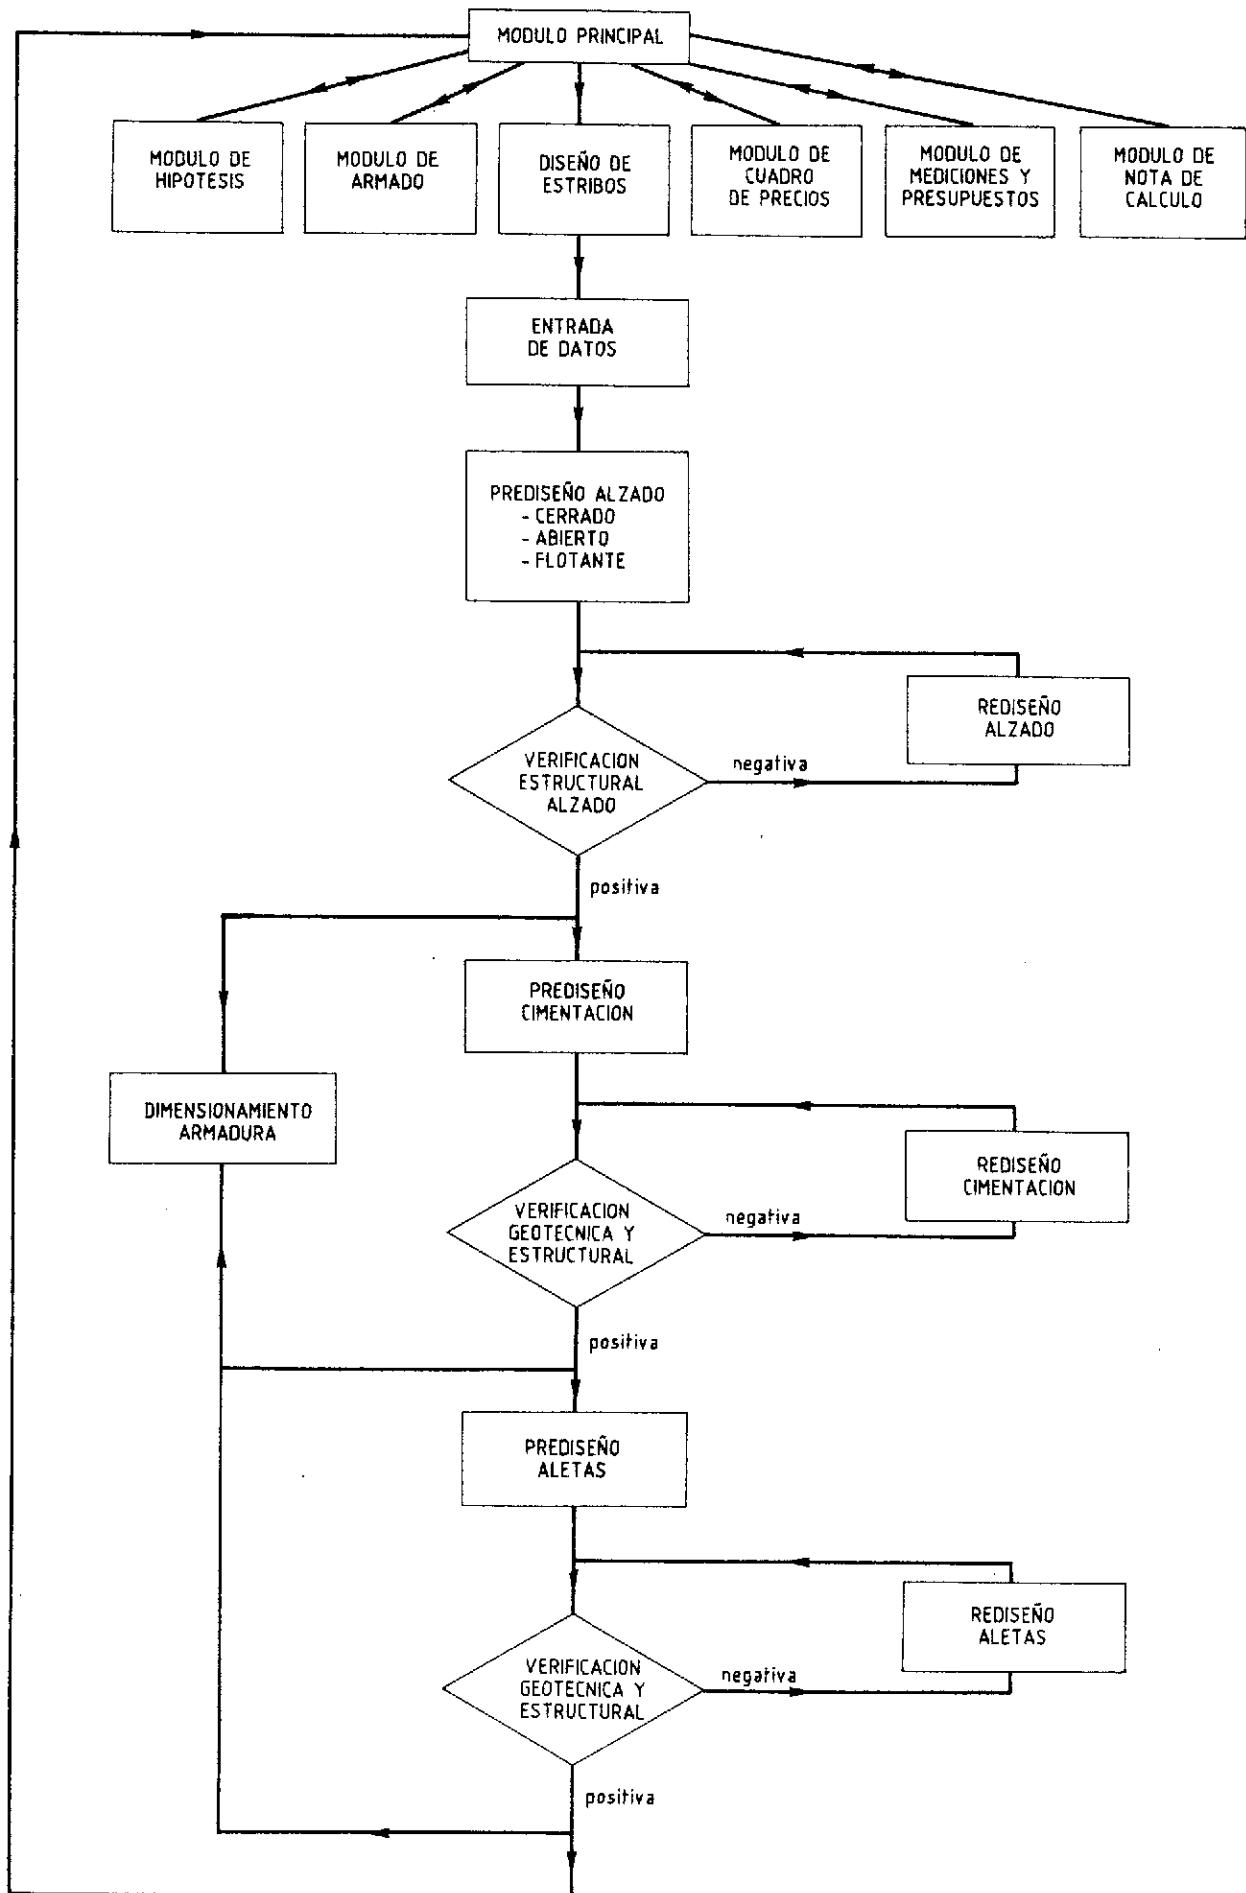 MODULO PRINCIPAL
MODULO DE
HIPOTESIS
MODULO DE
ARMADO
DISEÑO DE
ESTRIBOS
MODULO DE
CUADRO
DE PRECIOS
MODULO DE
MEDICIONES Y
PRESUPUESTOS
MODULO DE
NOTA DE
CALCULO
ENTRADA
DE DATOS
PREDISEÑO ALZADO
- CERRADO
- ABIERTO
- FLOTANTE
REDISEÑO
ALZADO
VERIFICACION
ESTRUCTURAL
ALZADO
negativa
positiva
PREDISEÑO
CIMENTACION
DIMENSIONAMIENTO
ARMADURA
REDISEÑO
CIMENTACION
VERIFICACION
GEOTECNICA Y
ESTRUCTURAL
negativa
positiva
PREDISEÑO
ALETAS
REDISEÑO
ALETAS
VERIFICACION
GEOTECNICA Y
ESTRUCTURAL
negativa
positiva